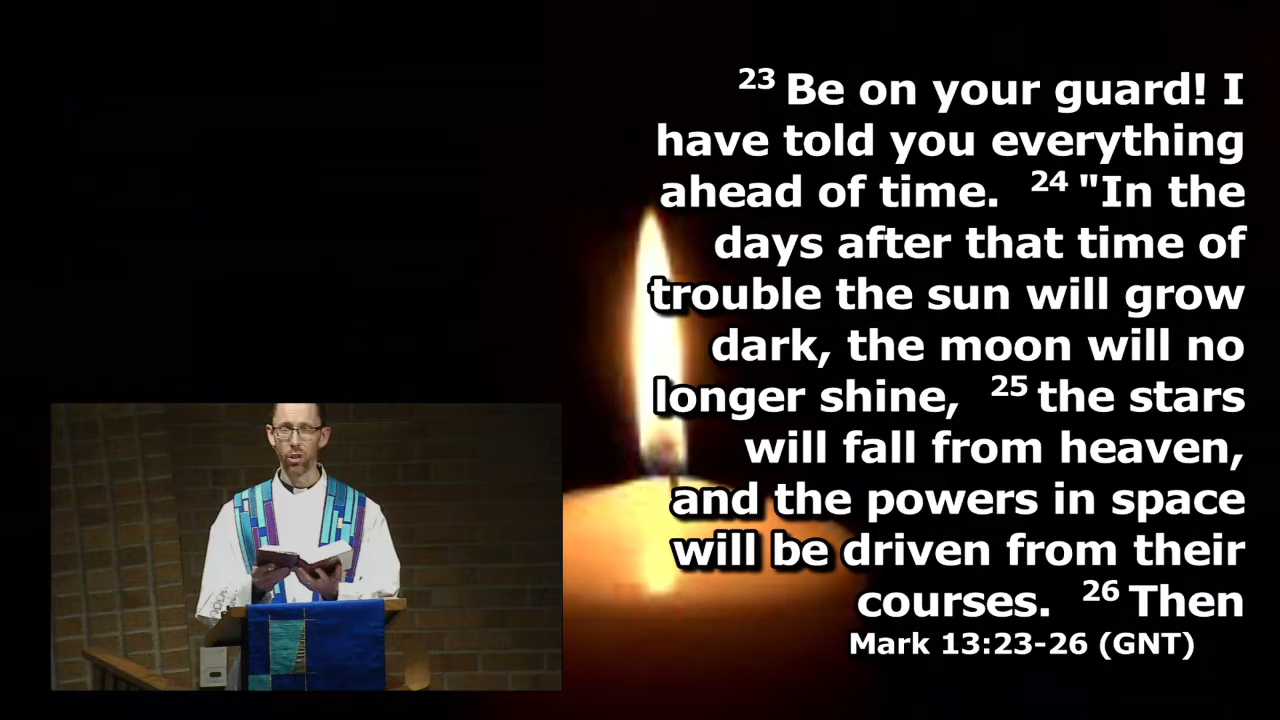 23 Be on your guard! I
have told you everything
ahead of time. 24 "In the
days after that time of
trouble the sun will grow
dark, the moon will no
longer shine, 25 the stars
will fall from heaven,
and the powers in space
will be driven from their
courses. 26 Then
Mark 13:23-26 (GNT)